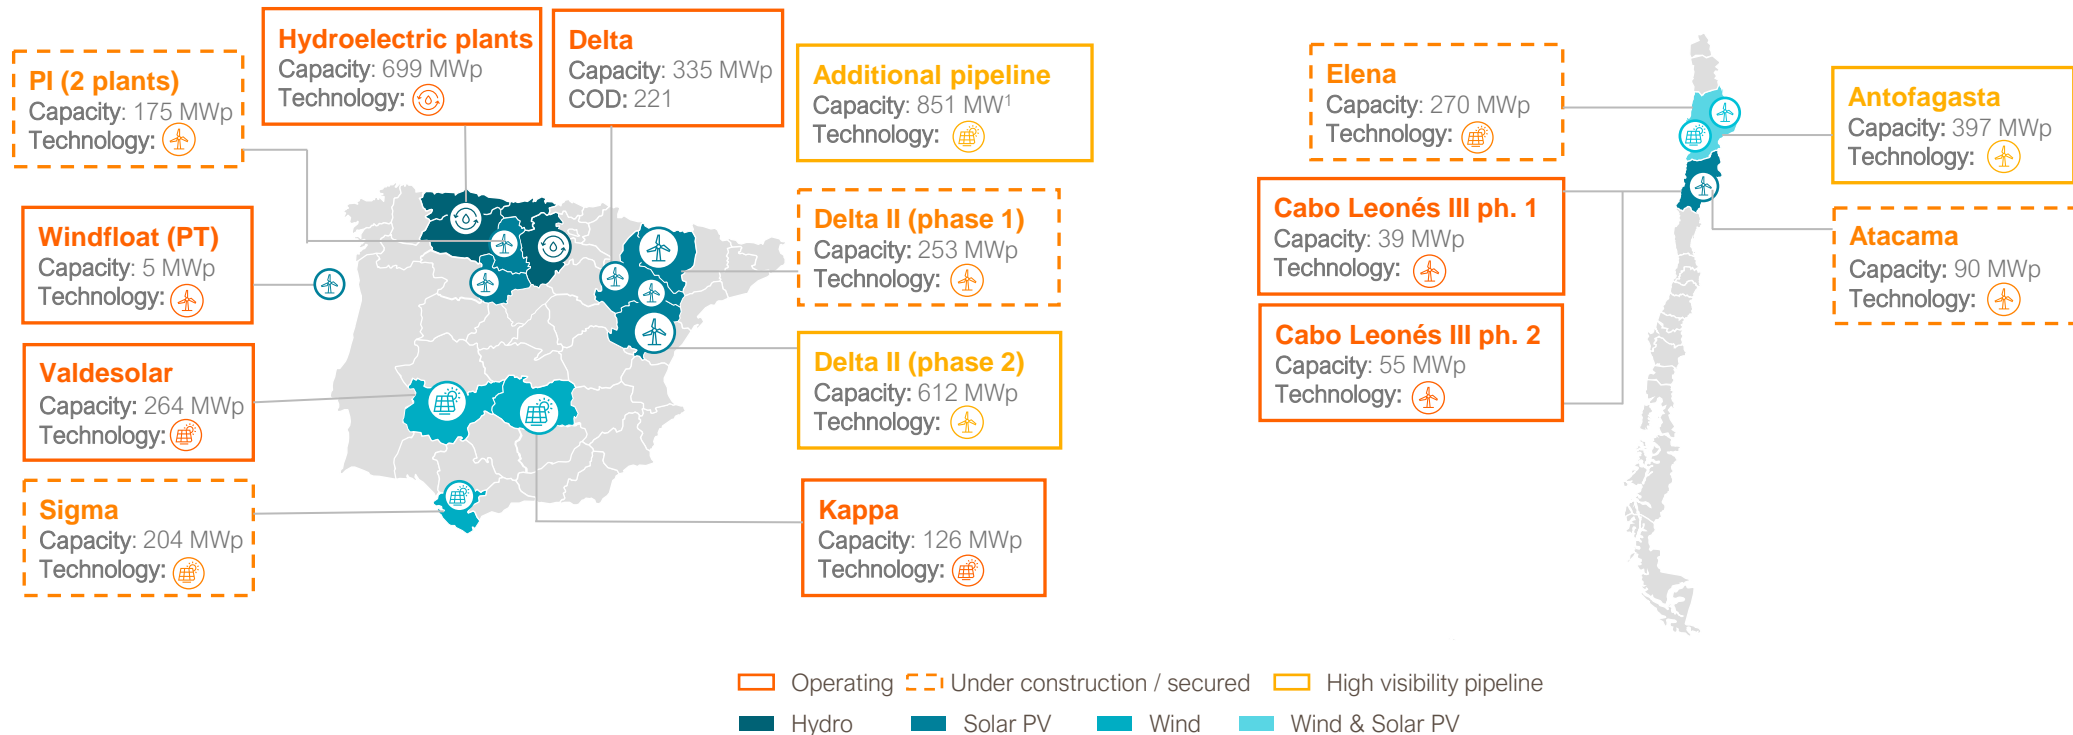 PI (2 plants)
Capacity: 175 MWp
Technology:
Hydroelectric plants
Capacity: 699 MWp
Technology:
Delta
Capacity: 335 MWp
COD: 221
Additional pipeline
Capacity: 851 MW¹
Technology:
Windfloat (PT)
Capacity: 5 MWp
Technology:
Delta II (phase 1)
Capacity: 253 MWp
Technology:
Valdesolar
Capacity: 264 MWp
Technology:
Delta II (phase 2)
Capacity: 612 MWp
Technology:
Sigma
Capacity: 204 MWp
Technology:
Kappa
Capacity: 126 MWp
Technology:
Elena
Capacity: 270 MWp
Technology:
Antofagasta
Capacity: 397 MWp
Technology:
Cabo Leonés III ph. 1
Capacity: 39 MWp
Technology:
Atacama
Capacity: 90 MWp
Technology:
Cabo Leonés III ph. 2
Capacity: 55 MWp
Technology:
Operating Under construction / secured High visibility pipeline
Hydro Solar PV Wind Wind & Solar PV